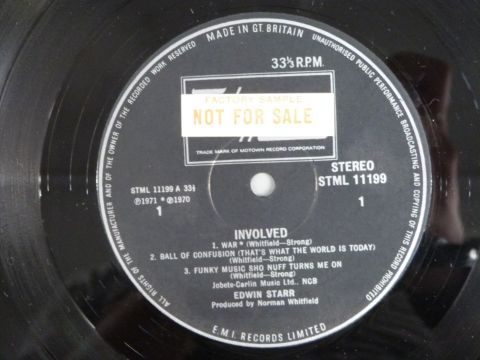 MADE IN GT. BRITAIN
UNAUTHORISED PUBLIC PERFORMANCE BROADCASTING AND COPYING OF THIS RECORD PROHIBITED
ALL RIGHTS OF THE MANUFACTURER AND OF THE OWNER OF THE RECORDED WORK RESERVED
33⅓ R.P.M.
FACTORY SAMPLE
NOT FOR SALE
TRADE MARK OF MOTOWN RECORD CORPORATION
STEREO
STML 11199
STML 11199 A 33⅓
℗1971 *℗1970
1
1
INVOLVED
1. WAR* (Whitfield—Strong)
2. BALL OF CONFUSION (THAT'S WHAT THE WORLD IS TODAY)
(Whitfield—Strong)
3. FUNKY MUSIC SHO NUFF TURNS ME ON
(Whitfield—Strong)
Jobete-Carlin Music Ltd., NCB
EDWIN STARR
Produced by Norman Whitfield
E.M.I. RECORDS LIMITED